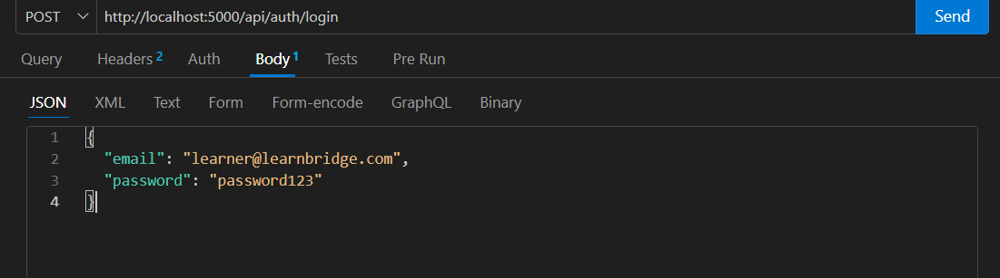 POST http://localhost:5000/api/auth/login Send
Query Headers 2 Auth Body 1 Tests Pre Run
JSON XML Text Form Form-encode GraphQL Binary
1 {
2 "email": "learner@learnbridge.com",
3 "password": "password123"
4 }